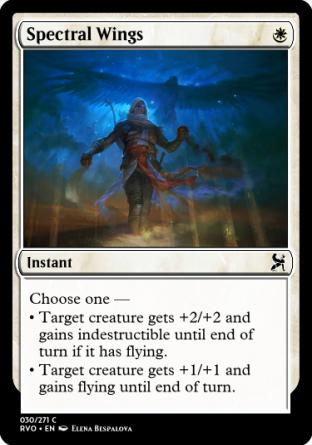 Spectral Wings
Instant
Choose one —
• Target creature gets +2/+2 and
gains indestructible until end of
turn if it has flying.
• Target creature gets +1/+1 and
gains flying until end of turn.
030/271 C
RVO • EN Elena Bespalova